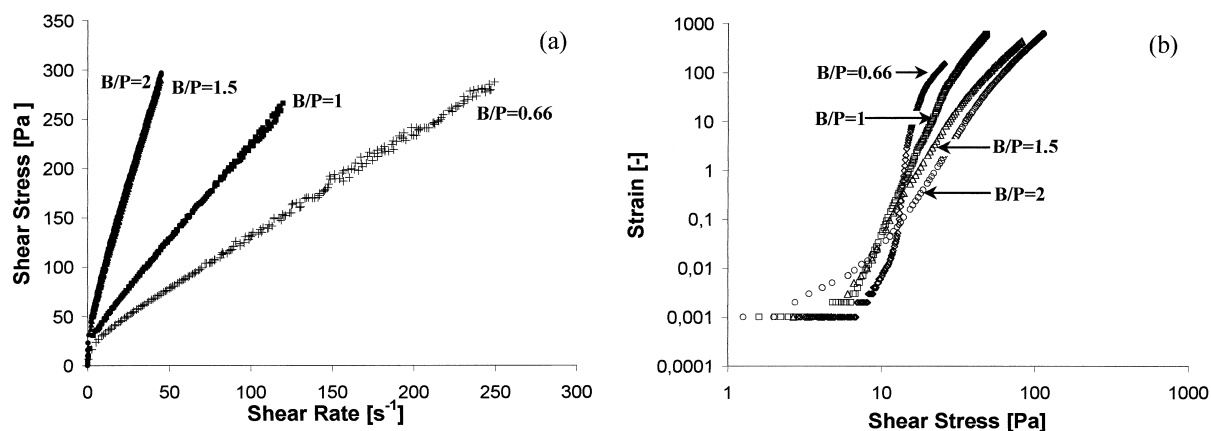 (a)
350
300
250
200
150
100
50
0
Shear Stress [Pa]
B/P=2
B/P=1.5
B/P=1
B/P=0.66
0 50 100 150 200 250 300
Shear Rate [s⁻¹]
(b)
1000
100
10
1
0,1
0,01
0,001
0,0001
Strain [-]
B/P=0.66
B/P=1
B/P=1.5
B/P=2
1 10 100 1000
Shear Stress [Pa]